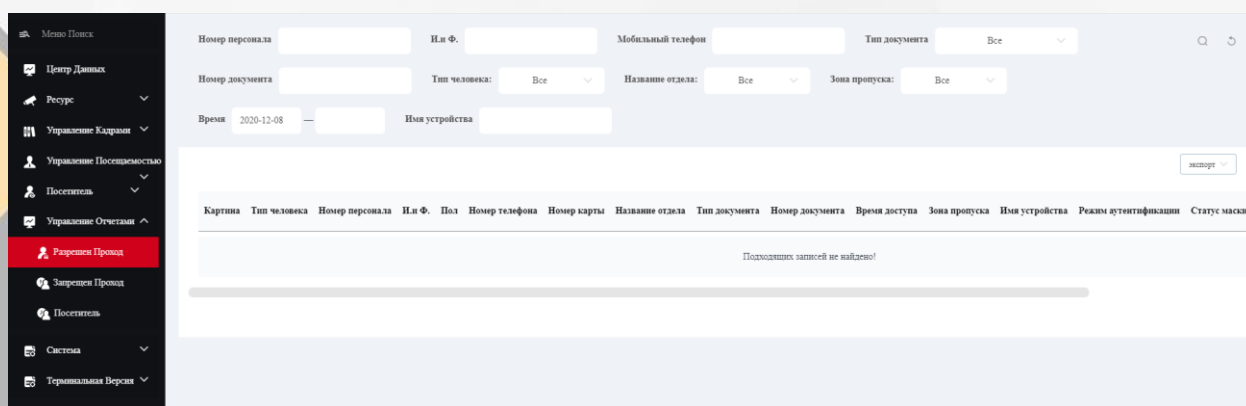 Меню Поиск
Центр Данных
Ресурс
Управление Кадрами
Управление Посещаемостью
Посетитель
Управление Отчетами
Разрешен Проход
Запрещен Проход
Посетитель
Система
Терминальная Версия
Номер персонала И.и Ф. Мобильный телефон Тип документа Все
Номер документа Тип человека: Все Название отдела: Все Зона пропуска: Все
Время 2020-12-08 — Имя устройства
экспорт
Картина Тип человека Номер персонала И.и Ф. Пол Номер телефона Номер карты Название отдела Тип документа Номер документа Время доступа Зона пропуска Имя устройства Режим аутентификации Статус маски
Подходящих записей не найдено!